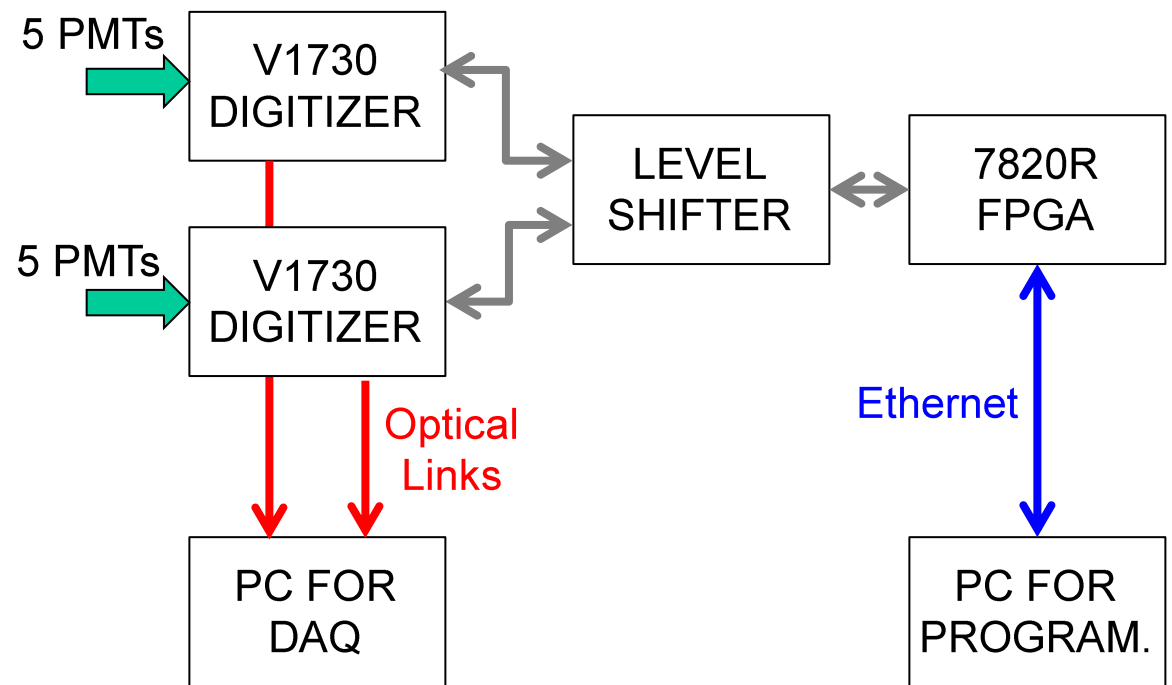 5 PMTs
V1730
DIGITIZER
LEVEL
SHIFTER
7820R
FPGA
5 PMTs
V1730
DIGITIZER
Ethernet
Optical
Links
PC FOR
DAQ
PC FOR
PROGRAM.